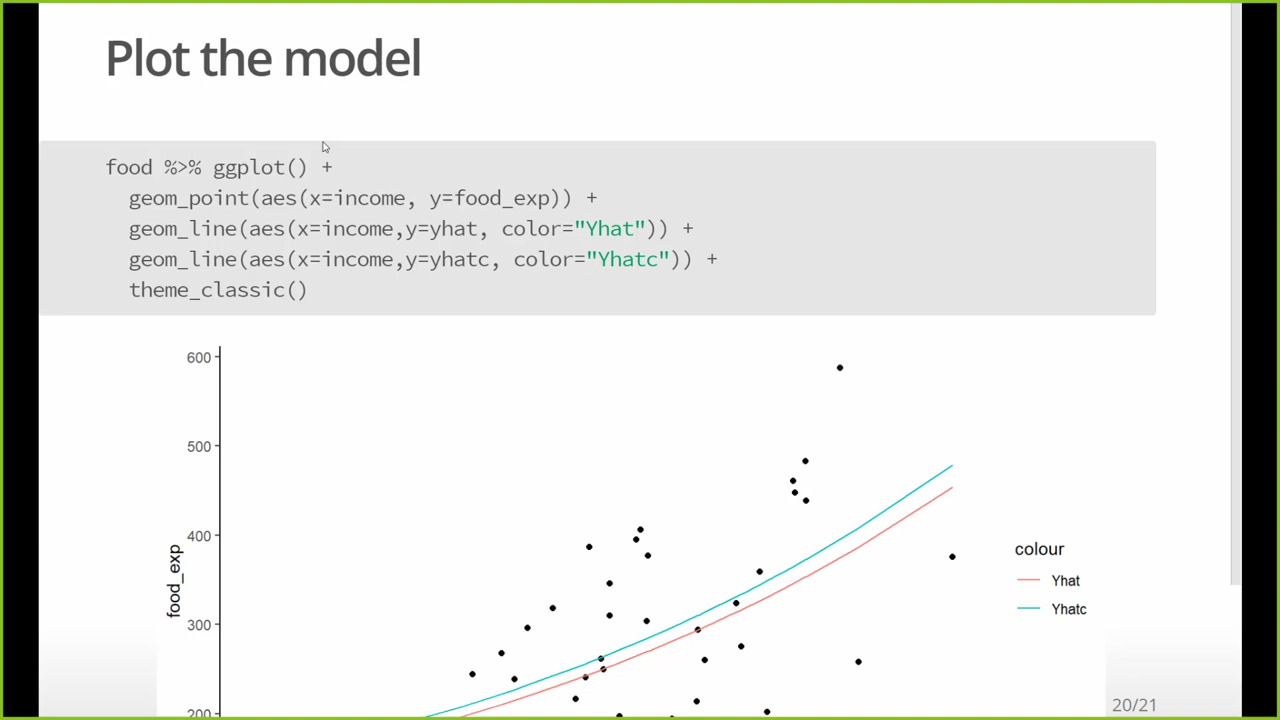 Plot the model
food %>% ggplot() +
geom_point(aes(x=income, y=food_exp)) +
geom_line(aes(x=income,y=yhat, color="Yhat")) +
geom_line(aes(x=income,y=yhatc, color="Yhatc")) +
theme_classic()
600
500
400
300
200
food_exp
colour
Yhat
Yhatc
20/21